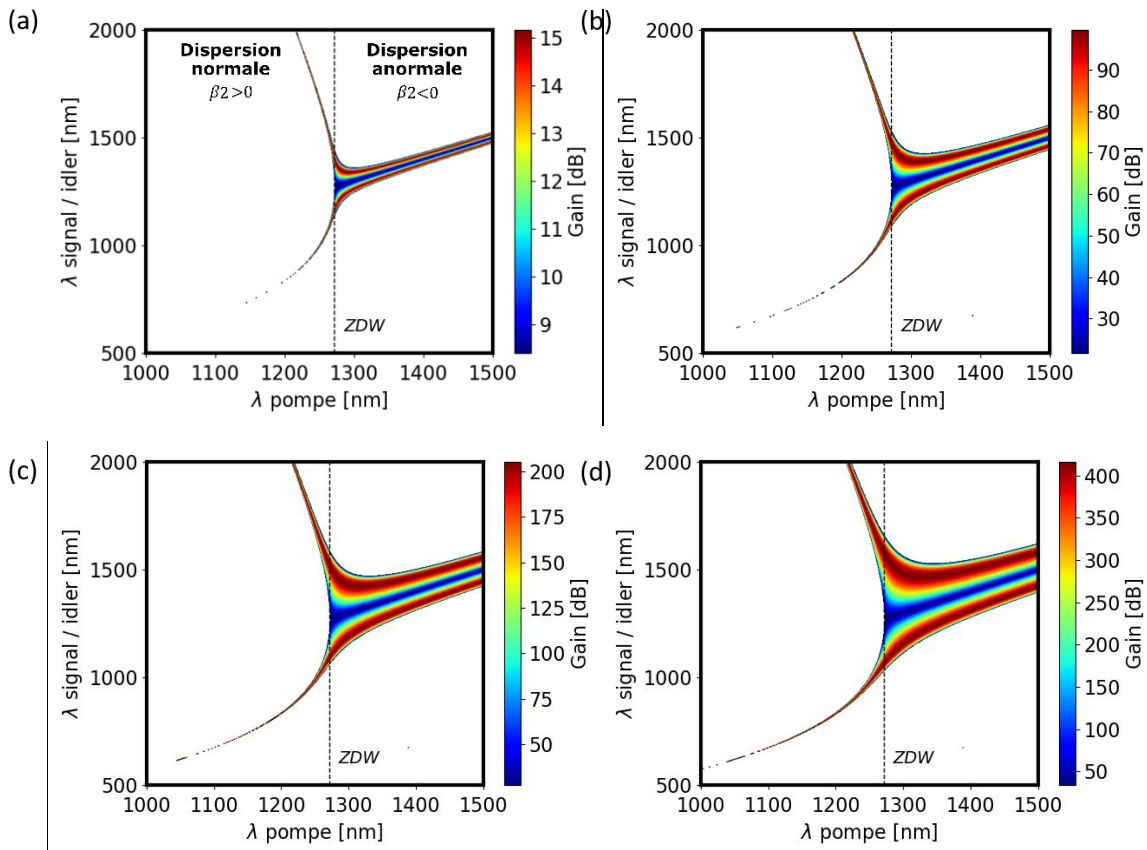 (a)
2000
1500
1000
500
λ signal / idler [nm]
Dispersion
normale
β2>0
Dispersion
anormale
β2<0
ZDW
1000 1100 1200 1300 1400 1500
λ pompe [nm]
15
14
13
12
11
10
9
Gain [dB]
(b)
2000
1500
1000
500
λ signal / idler [nm]
ZDW
1000 1100 1200 1300 1400 1500
λ pompe [nm]
90
80
70
60
50
40
30
Gain [dB]
(c)
2000
1500
1000
500
λ signal / idler [nm]
ZDW
1000 1100 1200 1300 1400 1500
λ pompe [nm]
200
175
150
125
100
75
50
Gain [dB]
(d)
2000
1500
1000
500
λ signal / idler [nm]
ZDW
1000 1100 1200 1300 1400 1500
λ pompe [nm]
400
350
300
250
200
150
100
50
Gain [dB]